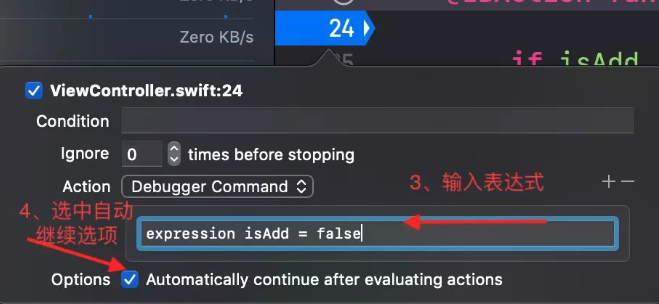 Zero KB/s
Zero KB/s
@IBAction fun
24
25
if isAdd
ViewController.swift:24
Condition
Ignore 0 times before stopping
Action Debugger Command
3、输入表达式
4、选中自动
继续选项
expression isAdd = false
Options Automatically continue after evaluating actions